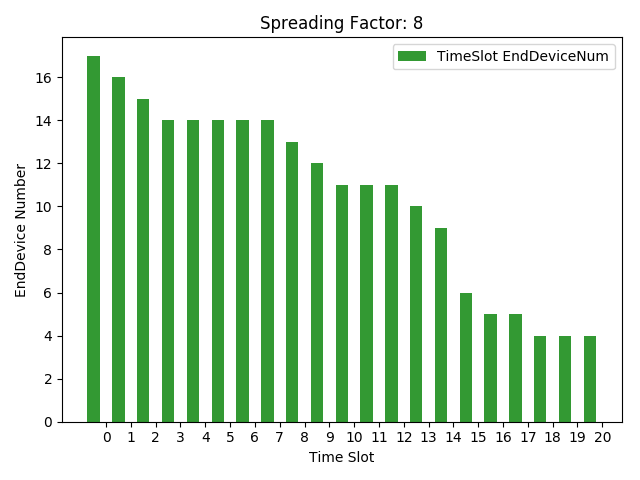 Spreading Factor: 8
TimeSlot EndDeviceNum
EndDevice Number
16
14
12
10
8
6
4
2
0
0 1 2 3 4 5 6 7 8 9 10 11 12 13 14 15 16 17 18 19 20
Time Slot